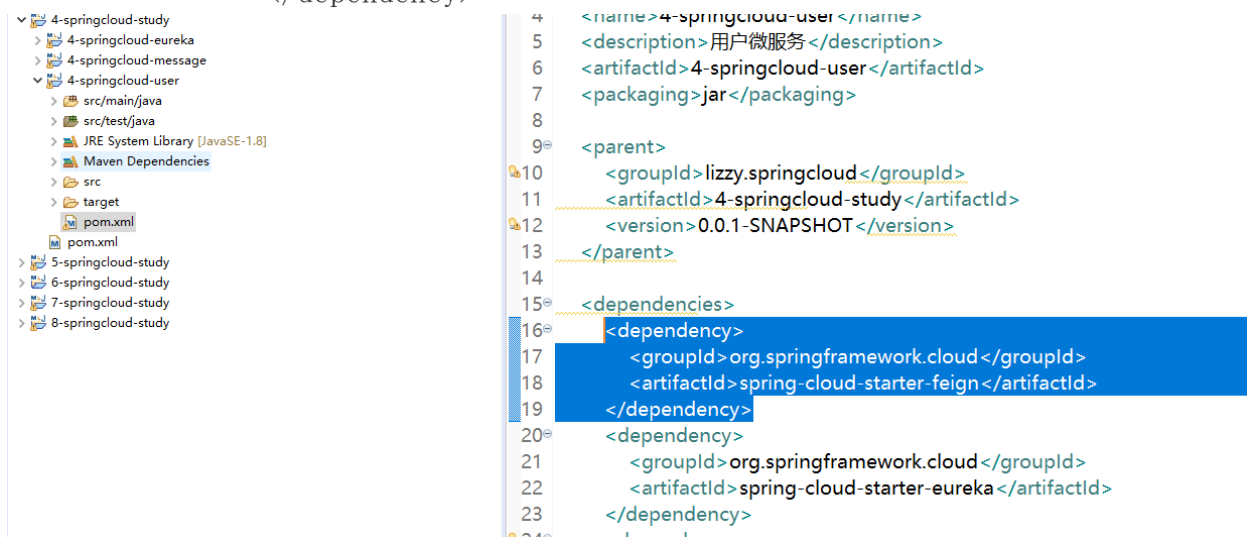 </dependency>
4-springcloud-study
4-springcloud-eureka
4-springcloud-message
4-springcloud-user
src/main/java
src/test/java
JRE System Library [JavaSE-1.8]
Maven Dependencies
src
target
pom.xml
pom.xml
5-springcloud-study
6-springcloud-study
7-springcloud-study
8-springcloud-study
4 <name>4-springcloud-user</name>
5 <description>用户微服务</description>
6 <artifactId>4-springcloud-user</artifactId>
7 <packaging>jar</packaging>
8
9 <parent>
10 <groupId>lizzy.springcloud</groupId>
11 <artifactId>4-springcloud-study</artifactId>
12 <version>0.0.1-SNAPSHOT</version>
13 </parent>
14
15 <dependencies>
16 <dependency>
17 <groupId>org.springframework.cloud</groupId>
18 <artifactId>spring-cloud-starter-feign</artifactId>
19 </dependency>
20 <dependency>
21 <groupId>org.springframework.cloud</groupId>
22 <artifactId>spring-cloud-starter-eureka</artifactId>
23 </dependency>